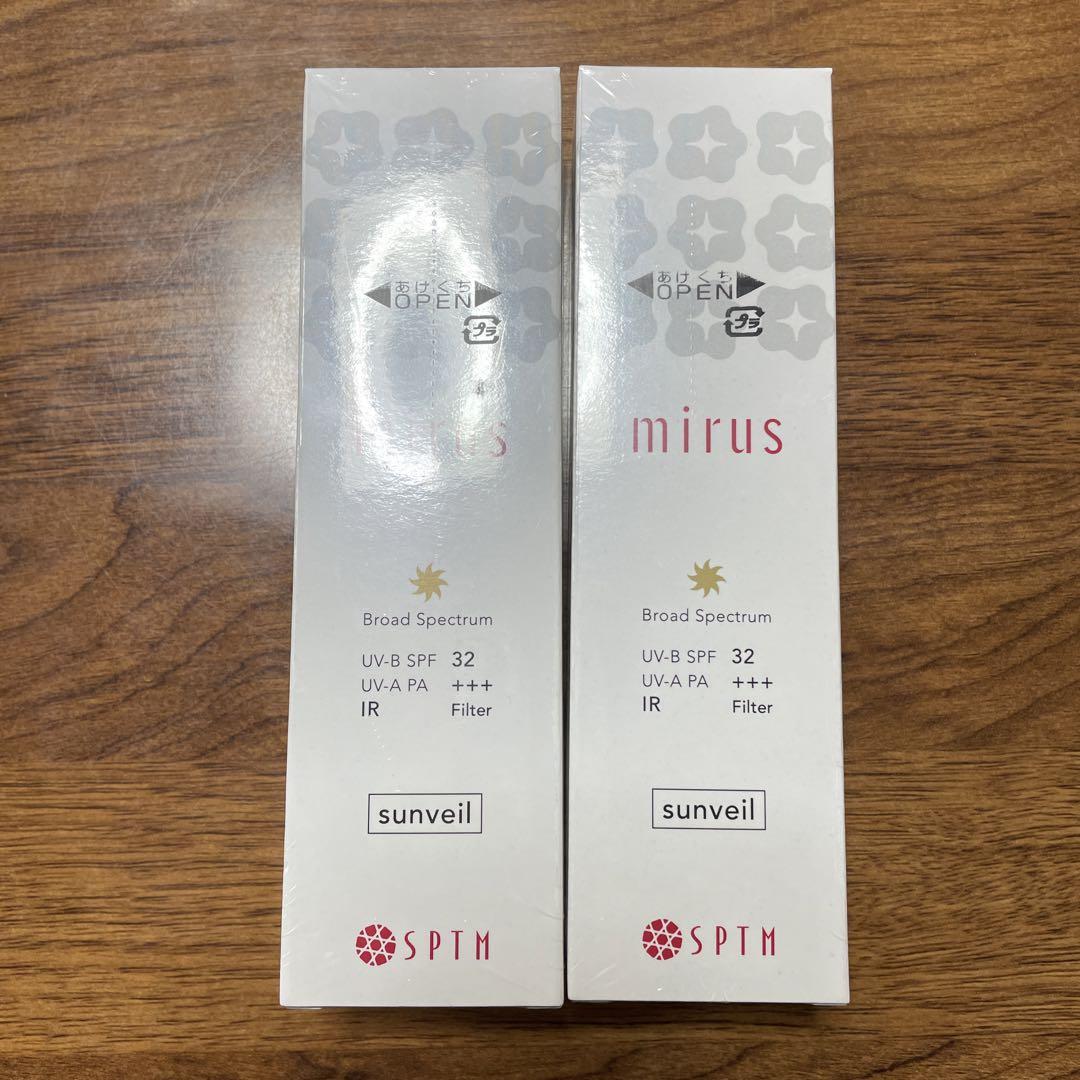 あけくち
OPEN
プラ
mirus
Broad Spectrum
UV-B SPF 32
UV-A PA +++
IR Filter
sunveil
SPTM
あけくち
OPEN
プラ
mirus
Broad Spectrum
UV-B SPF 32
UV-A PA +++
IR Filter
sunveil
SPTM